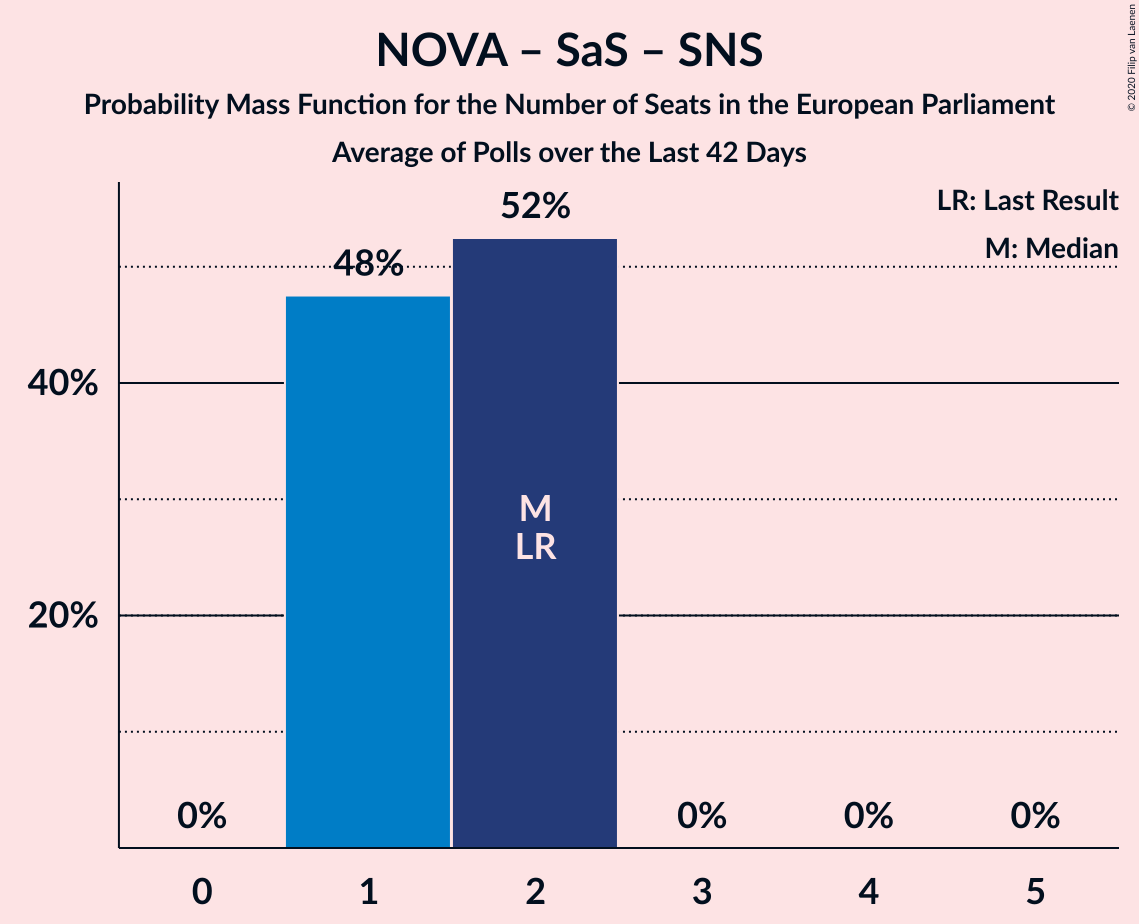 NOVA – SaS – SNS
Probability Mass Function for the Number of Seats in the European Parliament
Average of Polls over the Last 42 Days
© 2020 Filip van Laenen
LR: Last Result
M: Median
52%
48%
40%
20%
M
LR
0%
0%
0%
0%
0
1
2
3
4
5